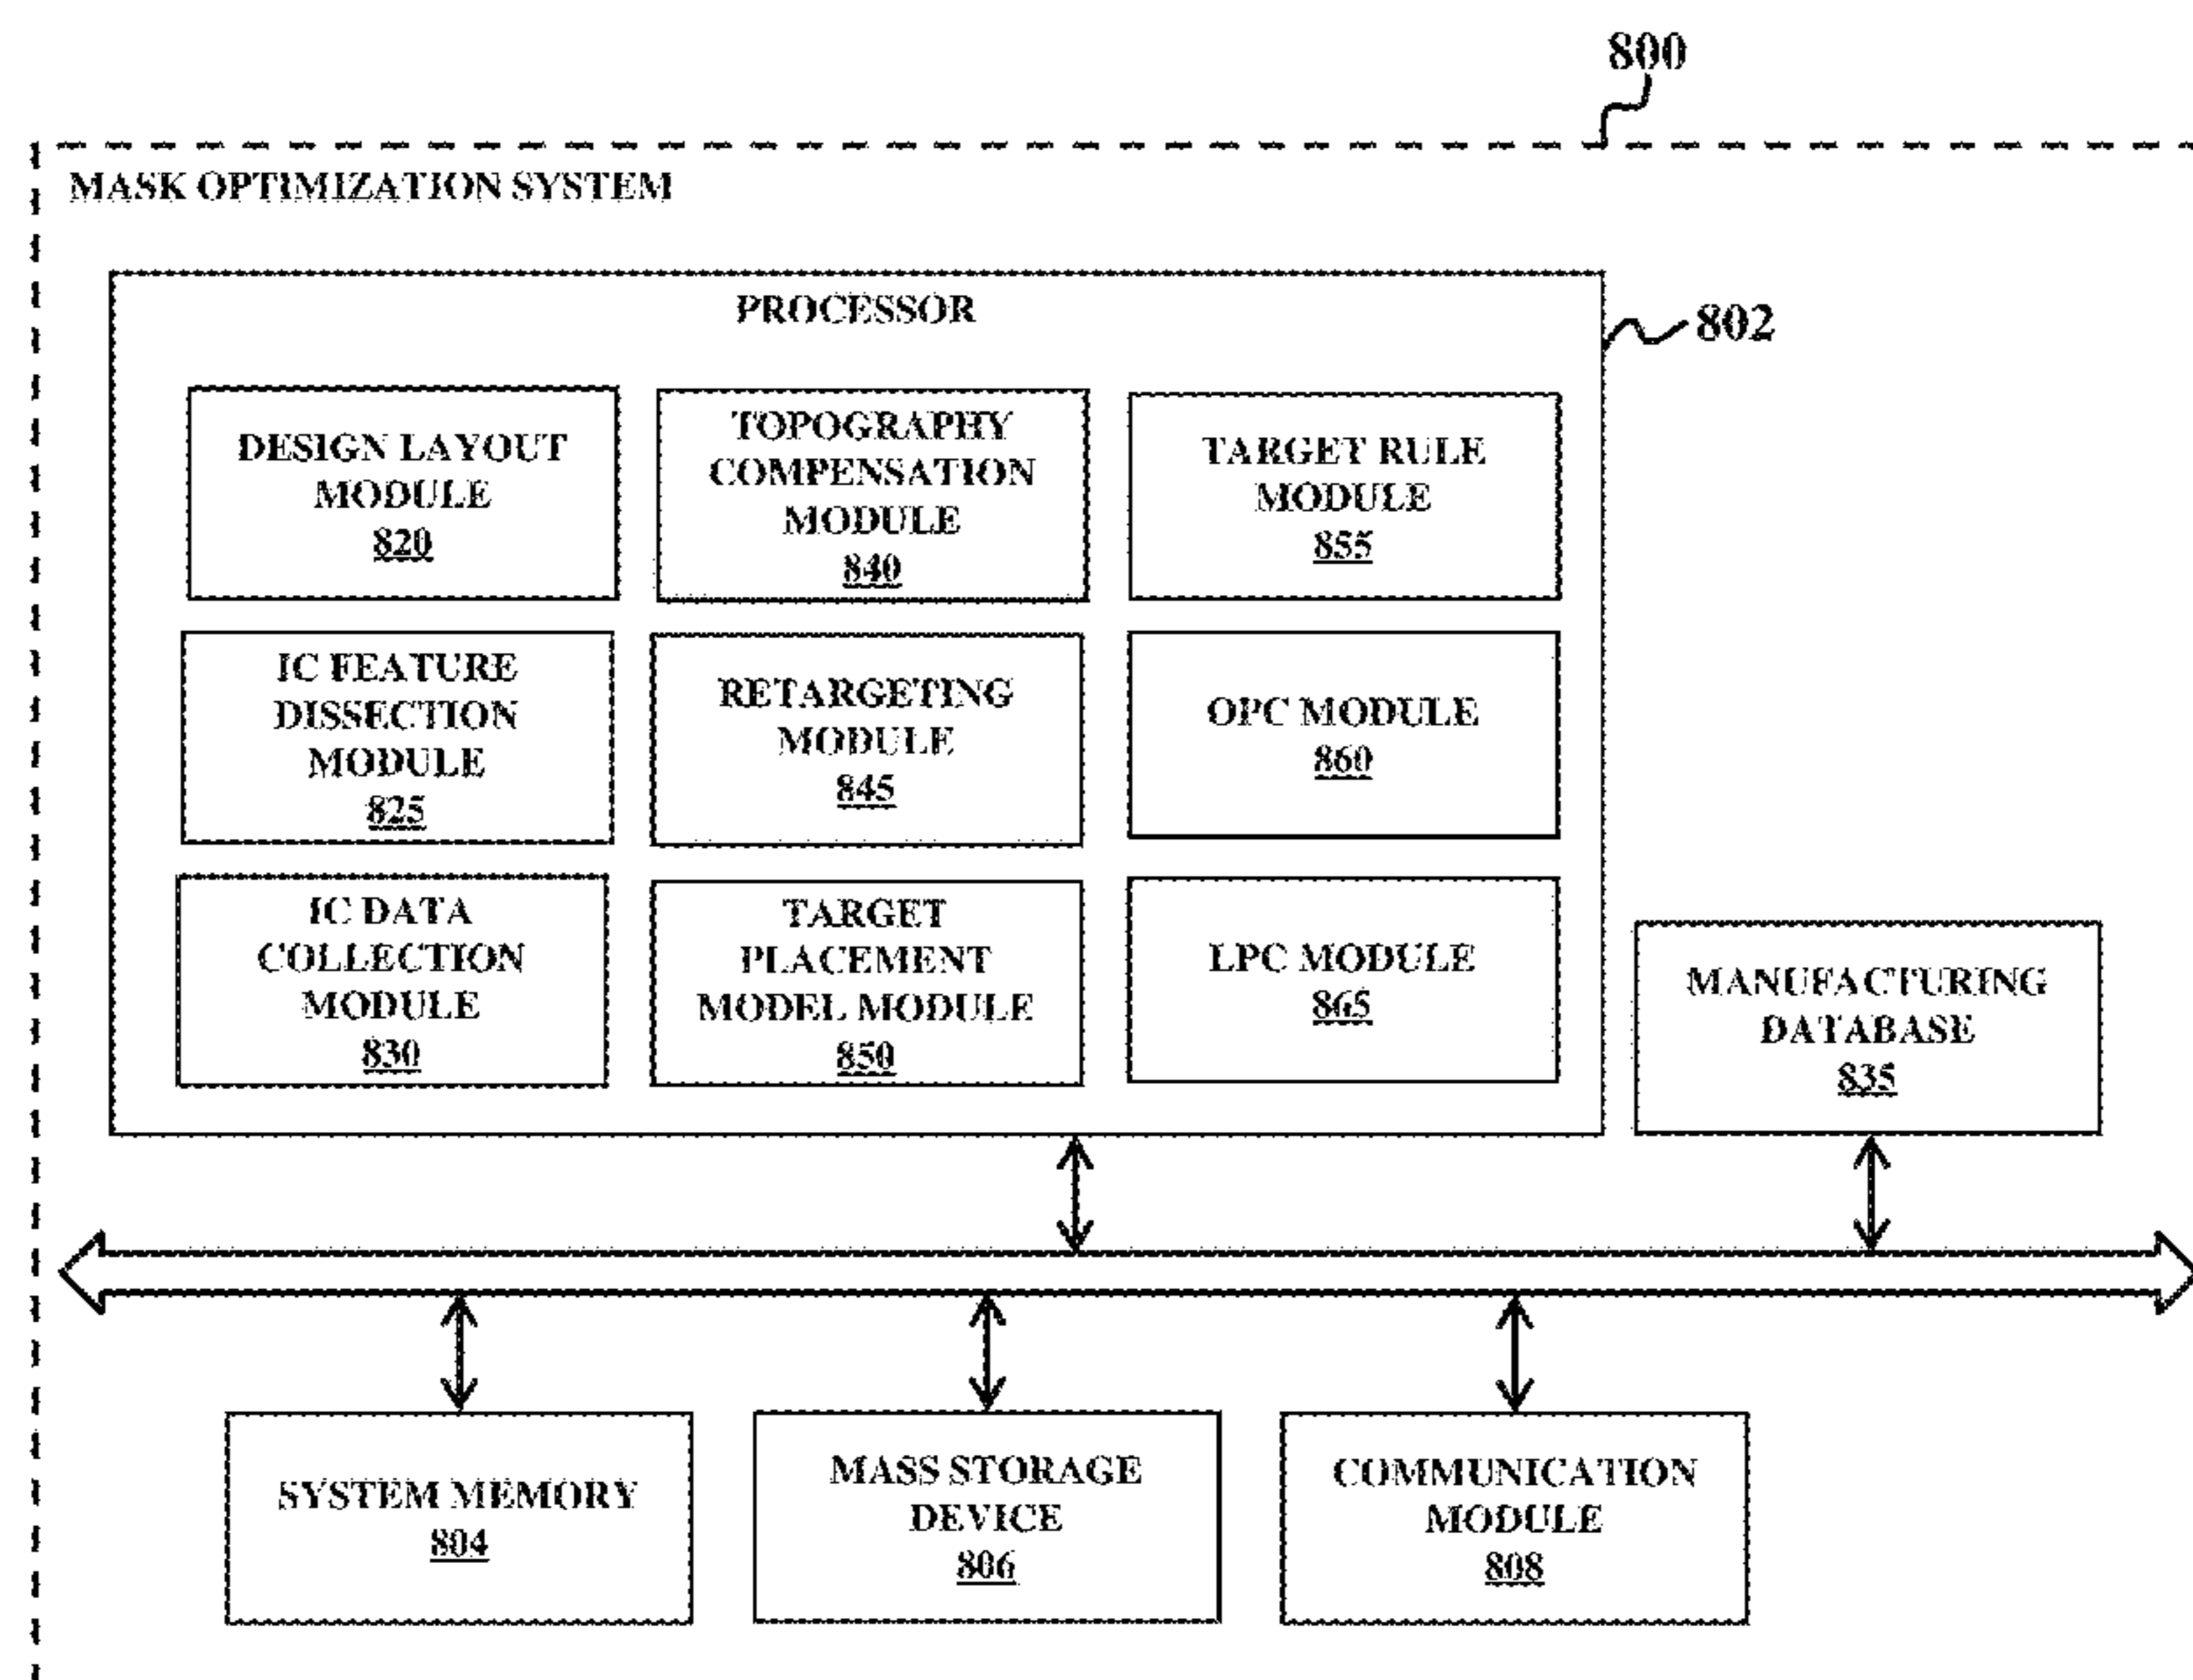 800
MASK OPTIMIZATION SYSTEM
PROCESSOR
802
DESIGN LAYOUT
MODULE
820
TOPOGRAPHY
COMPENSATION
MODULE
840
TARGET RULE
MODULE
855
IC FEATURE
DISSECTION
MODULE
825
RETARGETING
MODULE
845
OPC MODULE
860
IC DATA
COLLECTION
MODULE
830
TARGET
PLACEMENT
MODEL MODULE
850
LPC MODULE
865
MANUFACTURING
DATABASE
835
SYSTEM MEMORY
804
MASS STORAGE
DEVICE
806
COMMUNICATION
MODULE
808